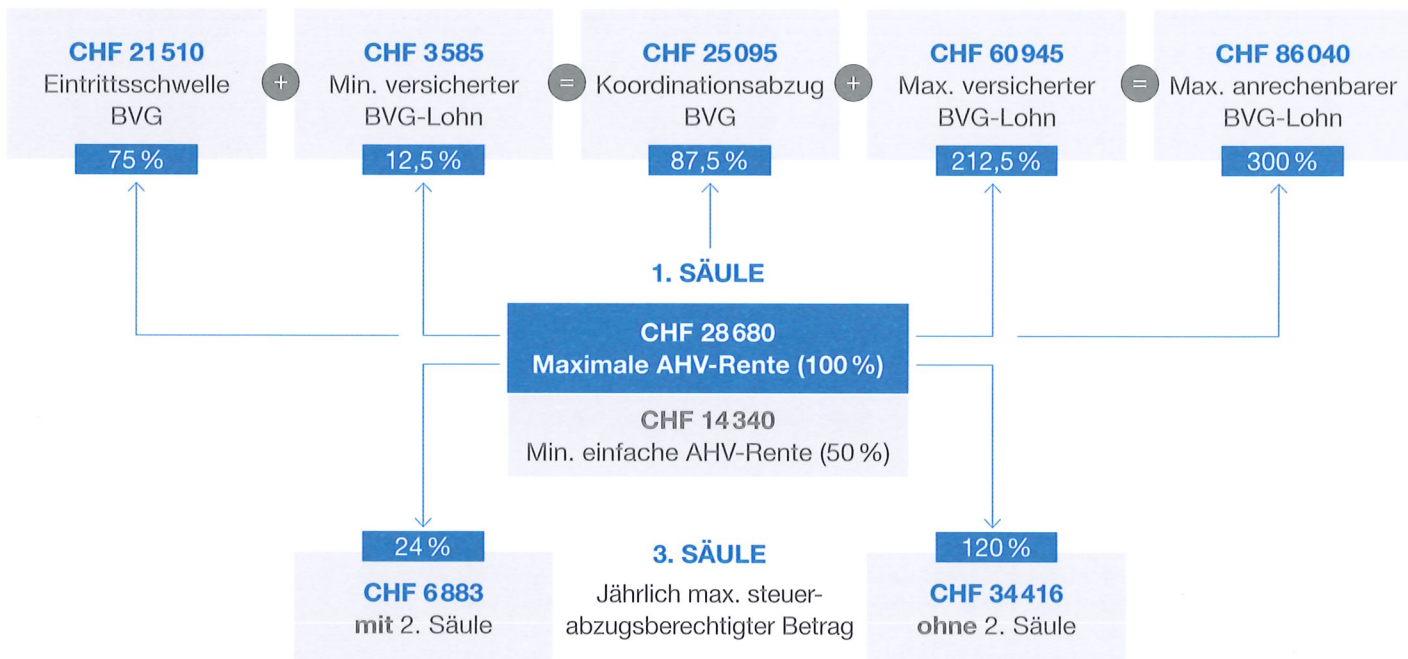 CHF 21 510
Eintrittsschwelle
BVG
75 %
+
CHF 3 585
Min. versicherter
BVG-Lohn
12,5 %
=
CHF 25 095
Koordinationsabzug
BVG
87,5 %
+
CHF 60 945
Max. versicherter
BVG-Lohn
212,5 %
=
CHF 86 040
Max. anrechenbarer
BVG-Lohn
300 %
1. SÄULE
CHF 28 680
Maximale AHV-Rente (100 %)
CHF 14 340
Min. einfache AHV-Rente (50 %)
24 %
CHF 6 883
mit 2. Säule
3. SÄULE
Jährlich max. steuer-
abzugsberechtigter Betrag
120 %
CHF 34 416
ohne 2. Säule